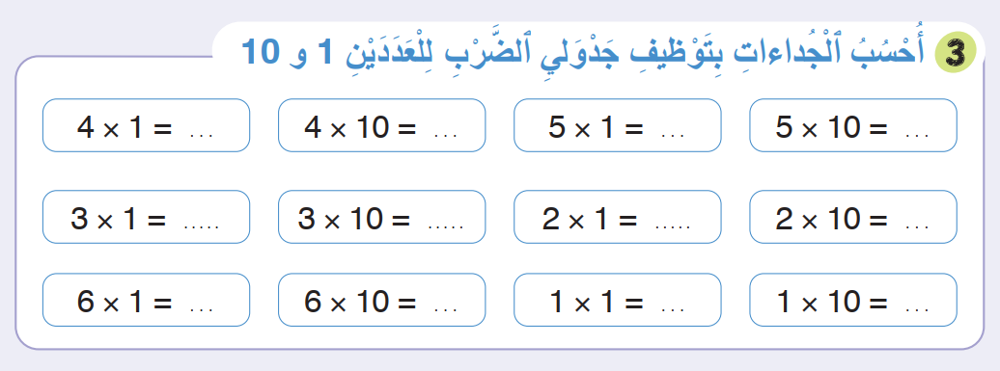 3 أُحْسُبُ ٱلْجُداءاتِ بِتَوْظيفِ جَدْوَلَيِ ٱلضَّرْبِ لِلْعَدَدَيْنِ 1 و 10
4 × 1 = ...
4 × 10 = ...
5 × 1 = ...
5 × 10 = ...
3 × 1 = .....
3 × 10 = .....
2 × 1 = .....
2 × 10 = ...
6 × 1 = ...
6 × 10 = ...
1 × 1 = ...
1 × 10 = ...